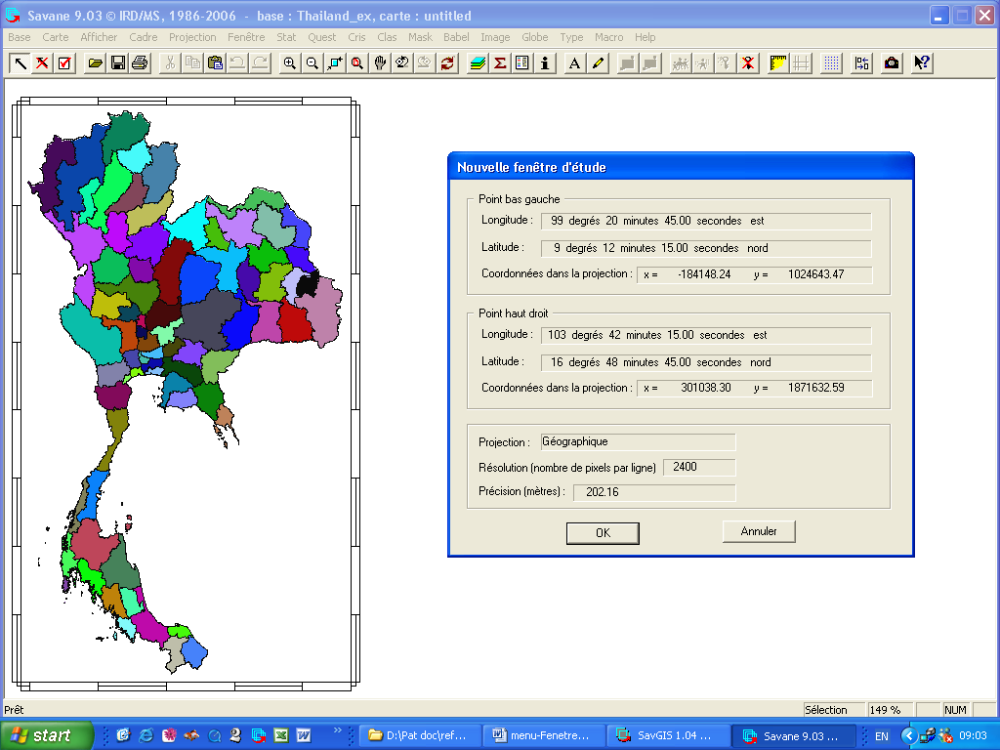 Savane 9.03 © IRD/MS, 1986-2006 - base : Thailand_ex, carte : untitled
Base Carte Afficher Cadre Projection Fenêtre Stat Quest Cris Clas Mask Babel Image Globe Type Macro Help
Nouvelle fenêtre d'étude
Point bas gauche
Longitude : 99 degrés 20 minutes 45.00 secondes est
Latitude : 9 degrés 12 minutes 15.00 secondes nord
Coordonnées dans la projection : x = -184148.24 y = 1024643.47
Point haut droit
Longitude : 103 degrés 42 minutes 15.00 secondes est
Latitude : 16 degrés 48 minutes 45.00 secondes nord
Coordonnées dans la projection : x = 301038.30 y = 1871632.59
Projection : Géographique
Résolution (nombre de pixels par ligne) 2400
Précision (mètres) : 202.16
OK Annuler
Prêt Sélection 149 % NUM
start D:\Pat doc\ref... menu-Fenetre... SavGIS 1.04 ... Savane 9.03 ... EN 09:03